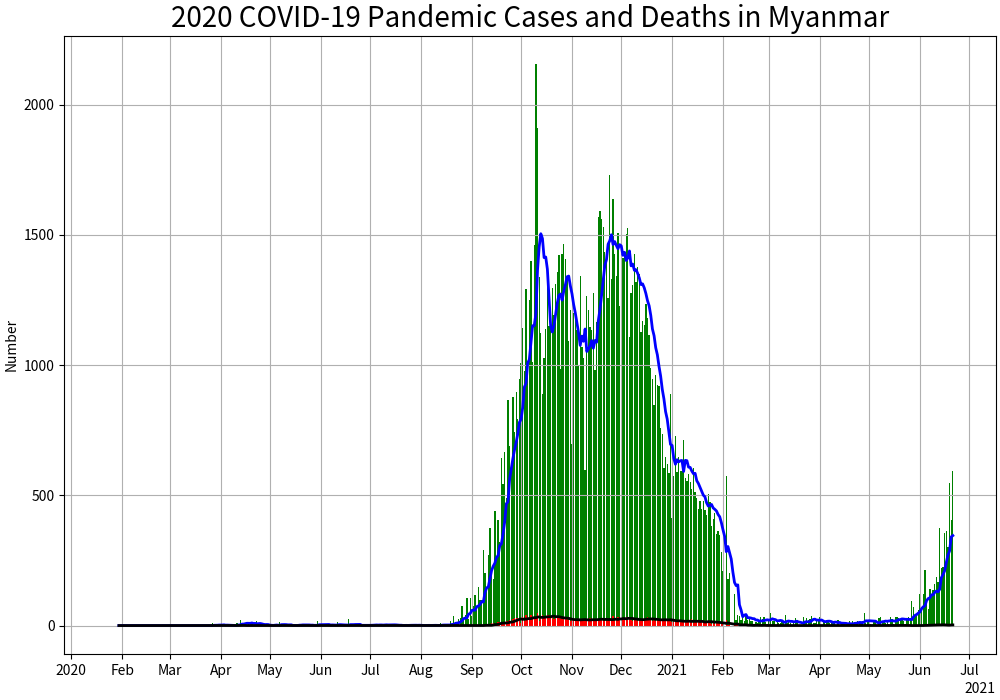 2020 COVID-19 Pandemic Cases and Deaths in Myanmar
Number
2000
1500
1000
500
0
2020 Feb Mar Apr May Jun Jul Aug Sep Oct Nov Dec 2021 Feb Mar Apr May Jun Jul
2021